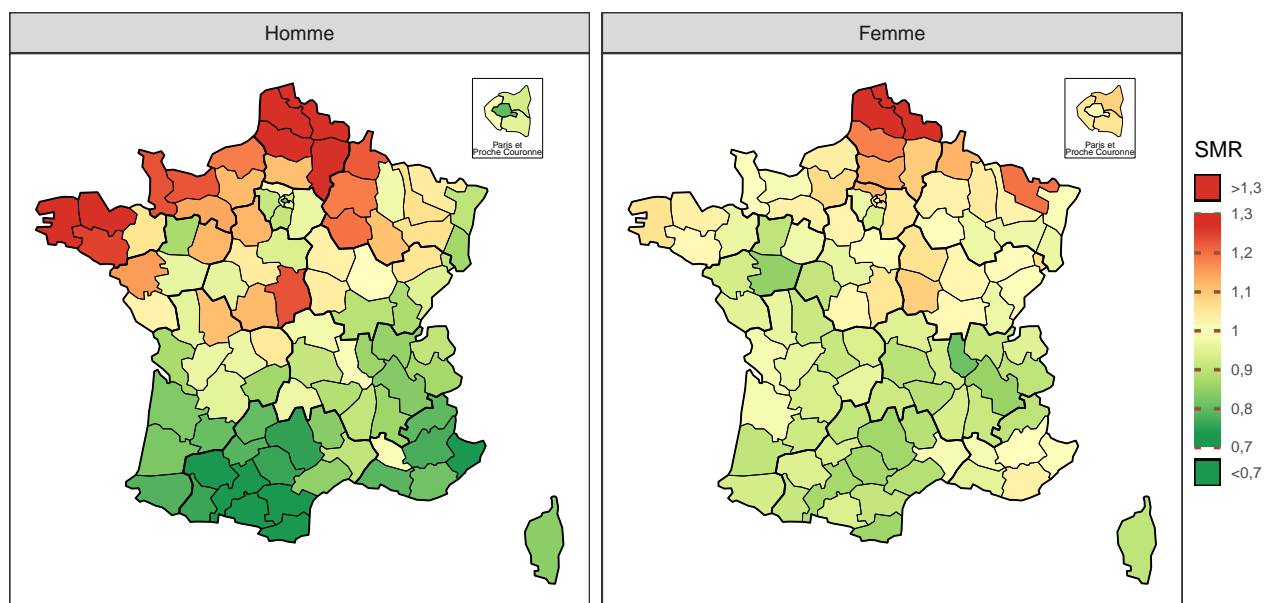 Homme
Femme
Paris et
Proche Couronne
Paris et
Proche Couronne
SMR
>1,3
1,3
1,2
1,1
1
0,9
0,8
0,7
<0,7